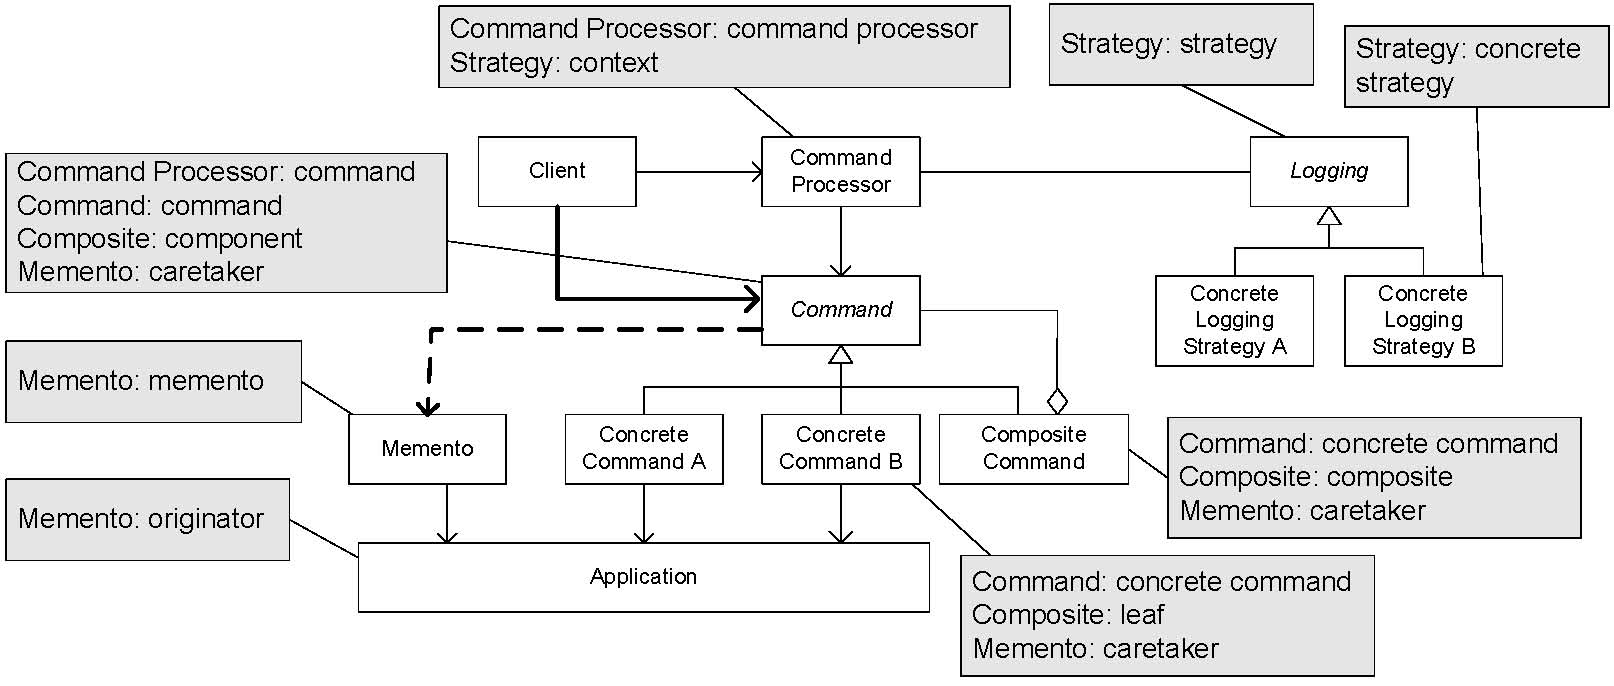 Command Processor: command processor
Strategy: context
Strategy: strategy
Strategy: concrete
strategy
Command Processor: command
Command: command
Composite: component
Memento: caretaker
Client
Command
Processor
Logging
Command
Concrete
Logging
Strategy A
Concrete
Logging
Strategy B
Memento: memento
Memento
Concrete
Command A
Concrete
Command B
Composite
Command
Command: concrete command
Composite: composite
Memento: caretaker
Memento: originator
Application
Command: concrete command
Composite: leaf
Memento: caretaker